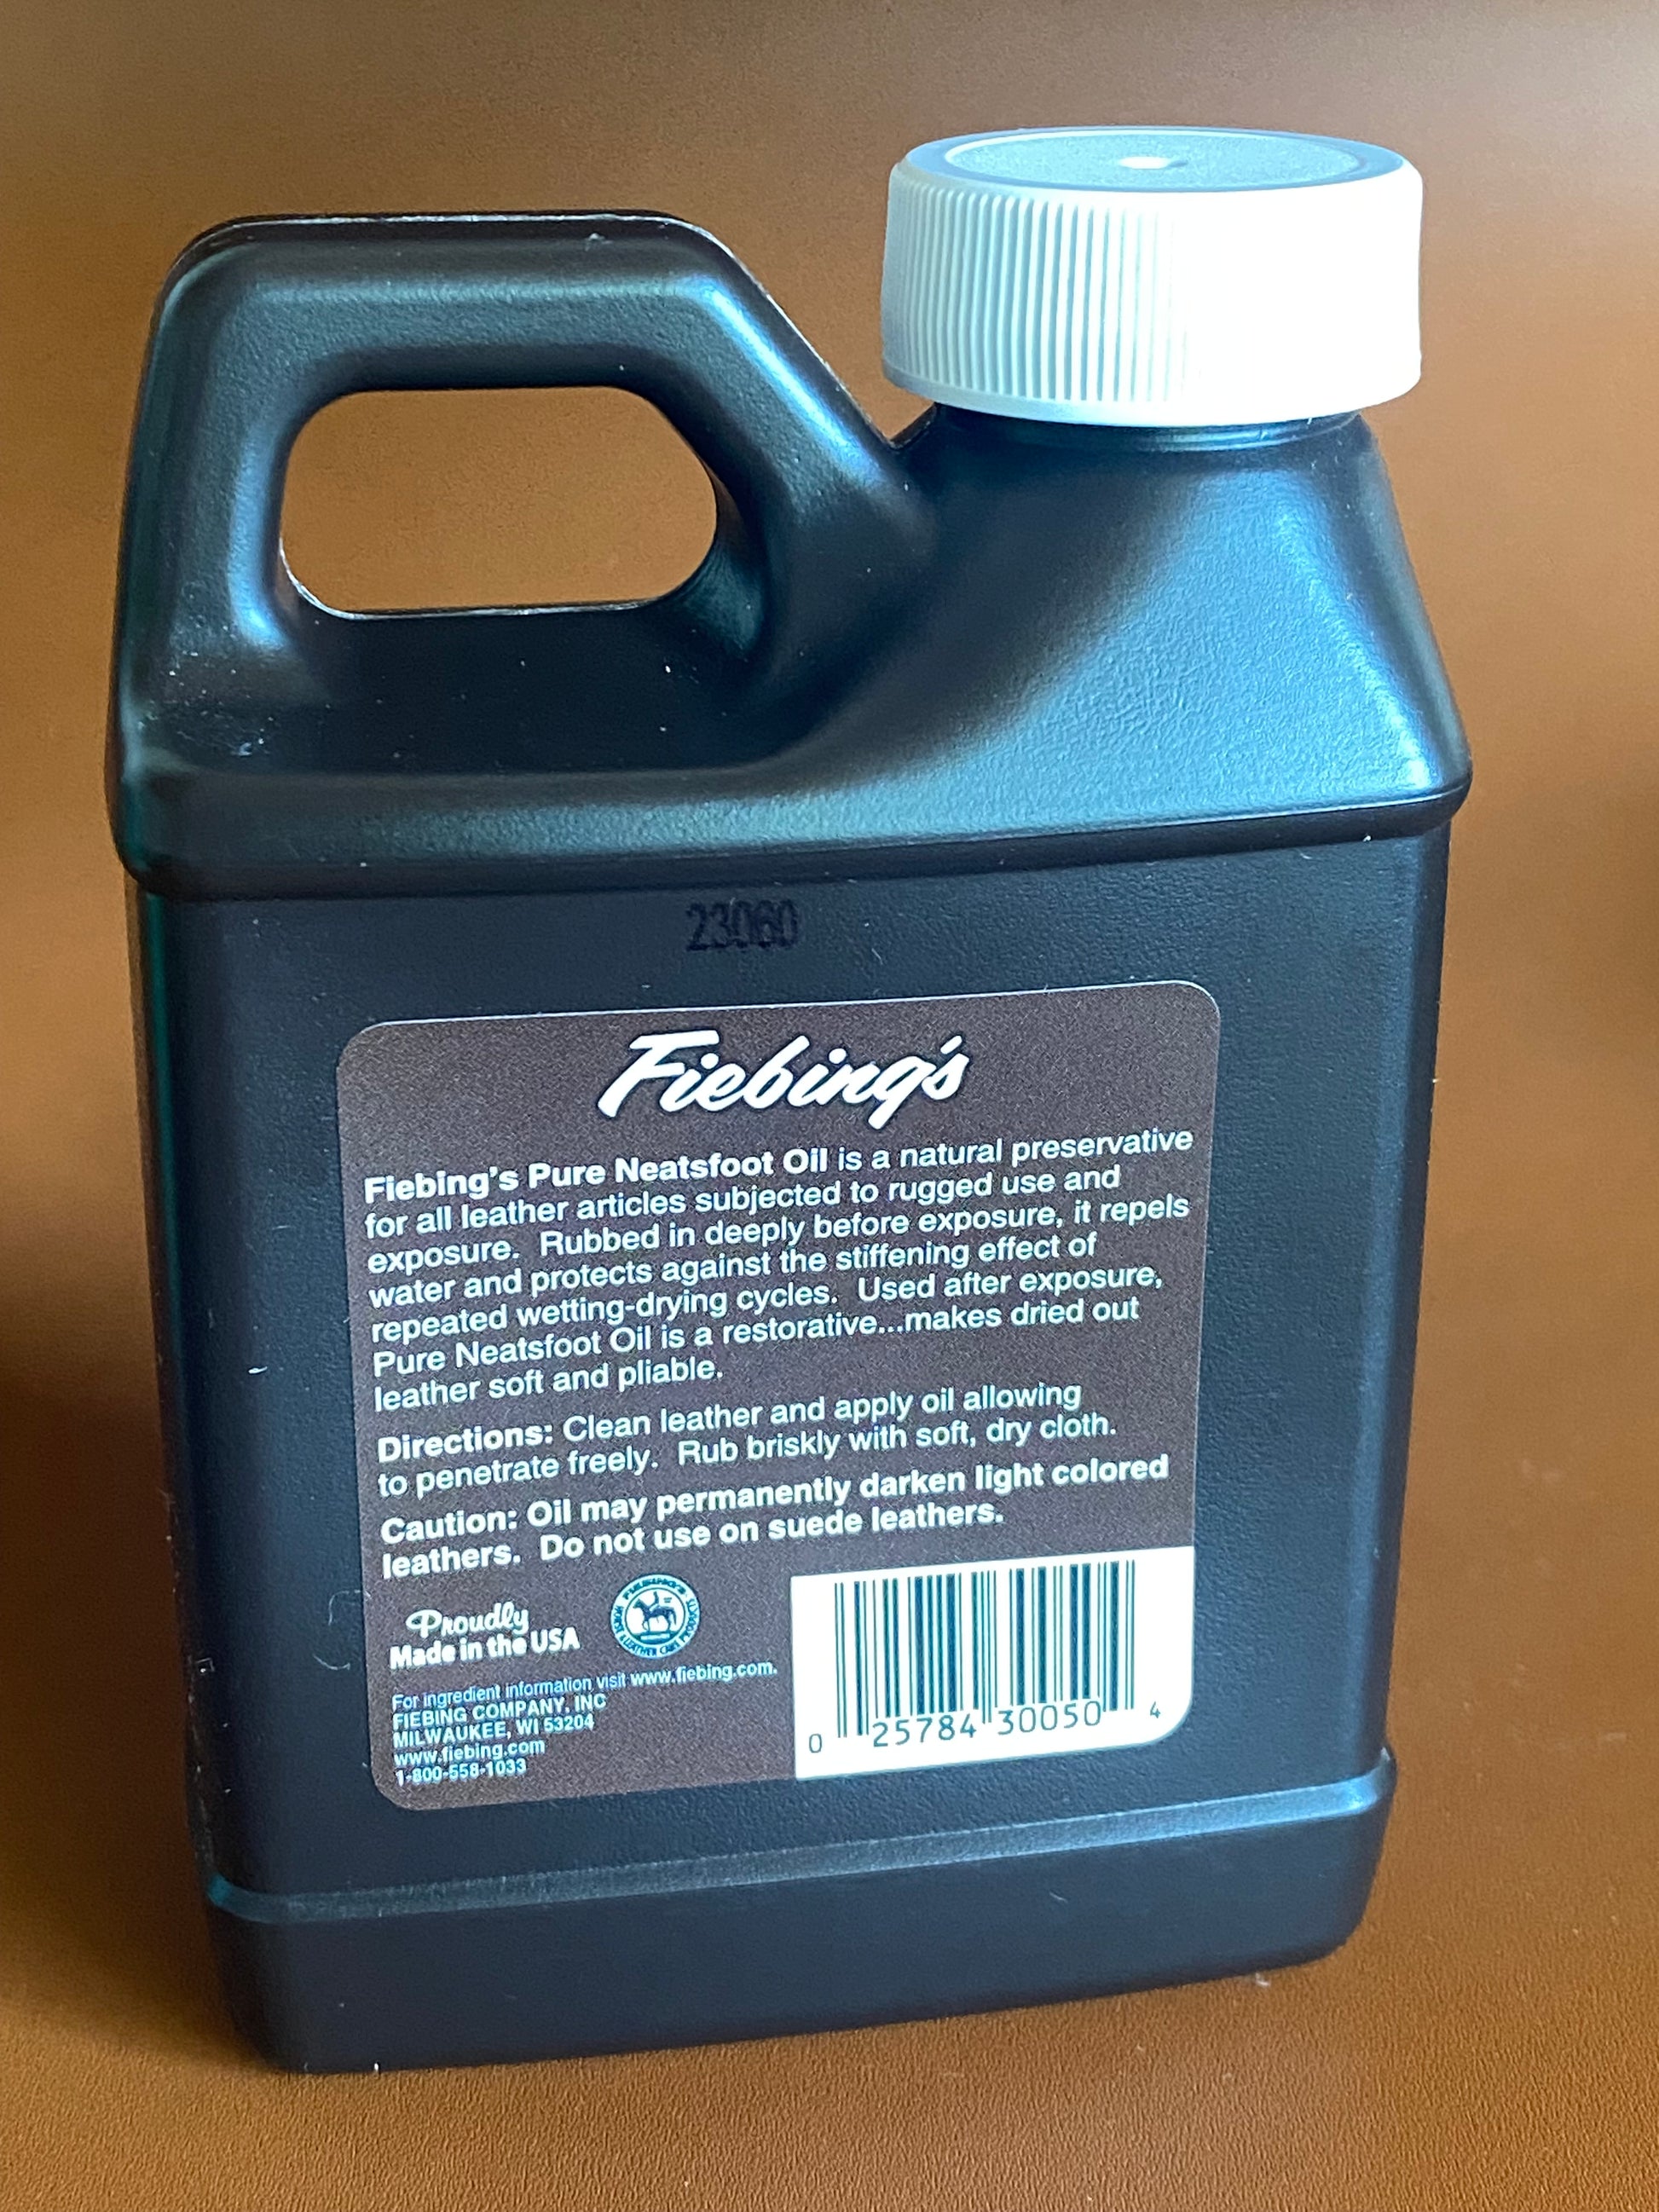 23060
Fiebing's
Fiebing's Pure Neatsfoot Oil is a natural preservative
for all leather articles subjected to rugged use and
exposure. Rubbed in deeply before exposure, it repels
water and protects against the stiffening effect of
repeated wetting-drying cycles. Used after exposure,
Pure Neatsfoot Oil is a restorative...makes dried out
leather soft and pliable.
Directions: Clean leather and apply oil allowing
to penetrate freely. Rub briskly with soft, dry cloth.
Caution: Oil may permanently darken light colored
leathers. Do not use on suede leathers.
Proudly
Made in the USA
For ingredient information visit www.fiebing.com.
FIEBING COMPANY, INC
MILWAUKEE, WI 53204
www.fiebing.com
1-800-558-1033
0 25784 30050 4